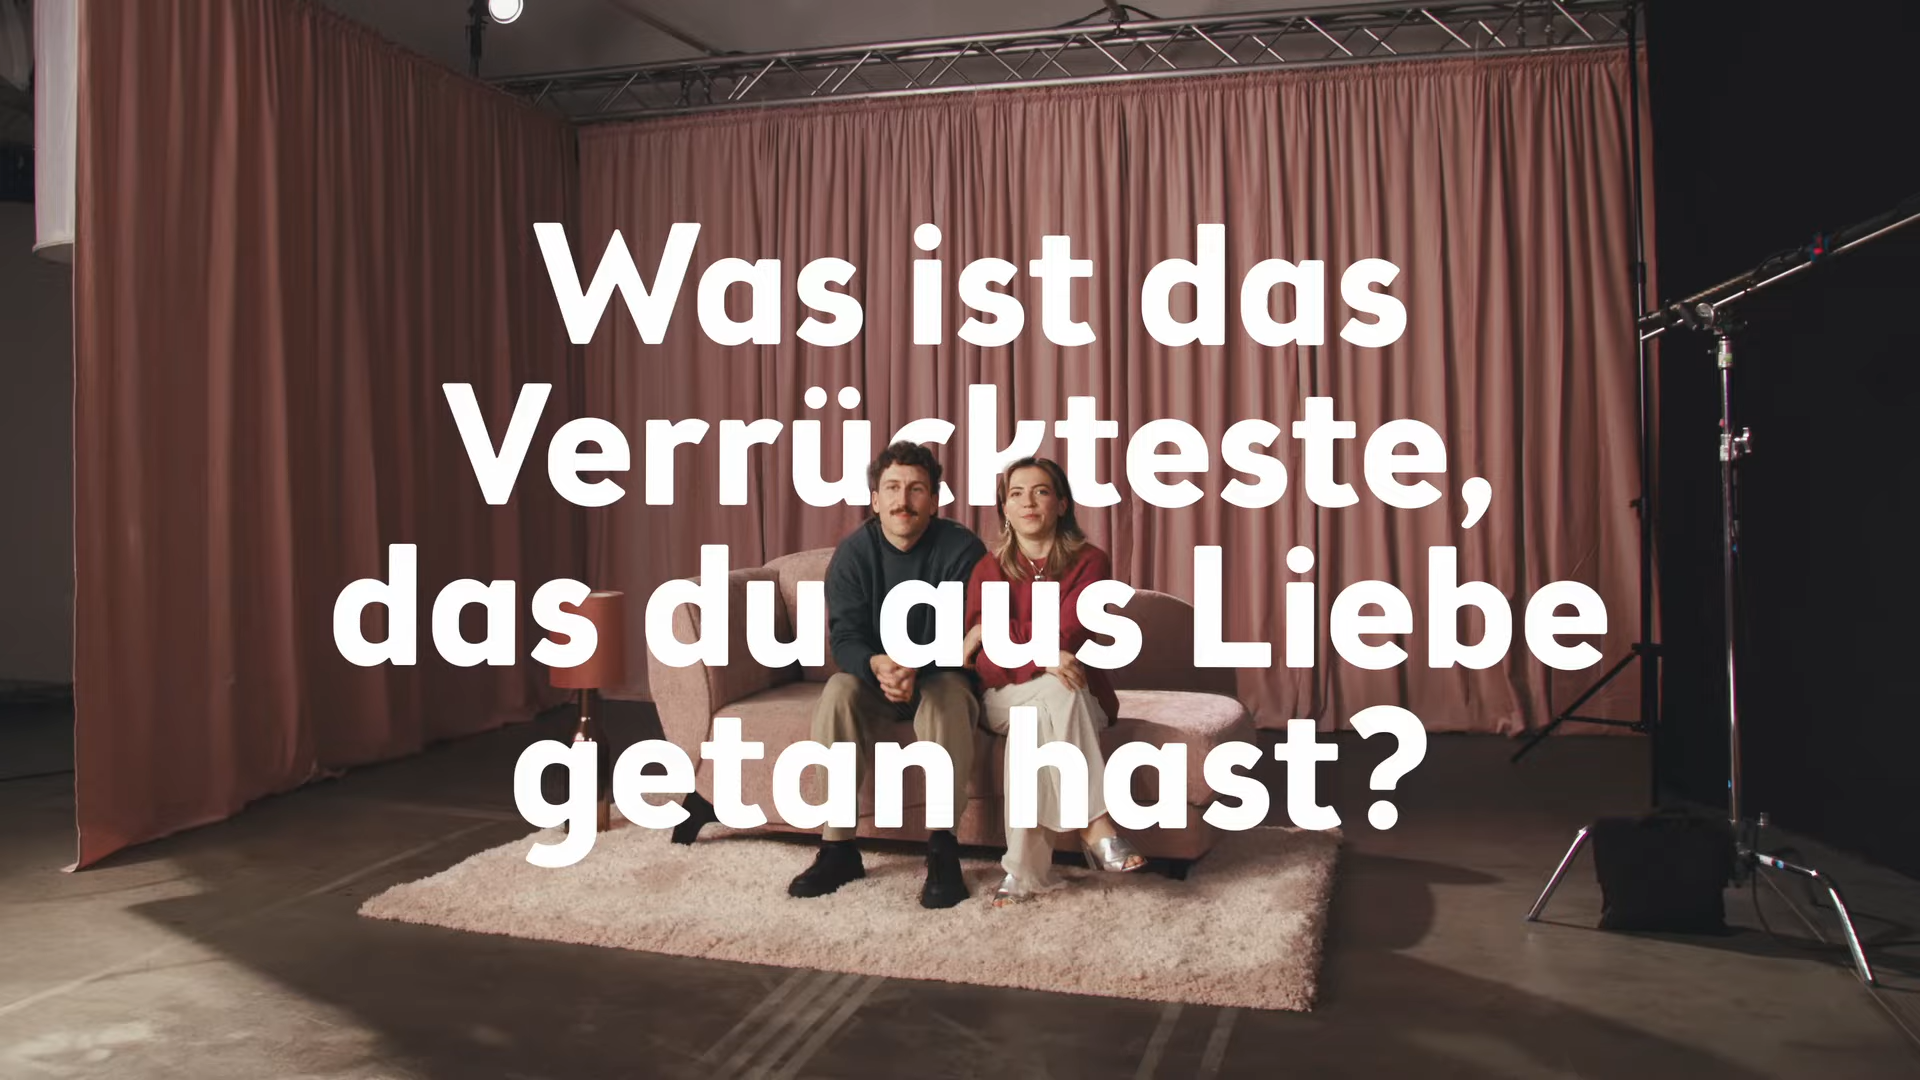 Was ist das
Verrückteste,
das du aus Liebe
getan hast?